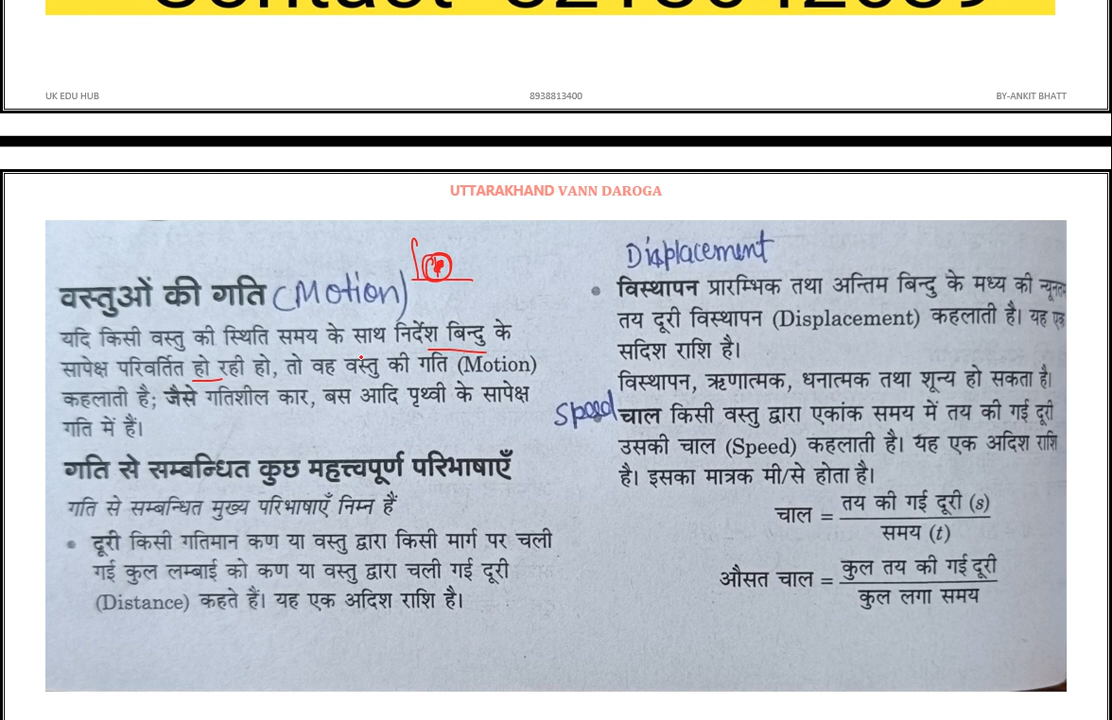 UK EDU HUB
8938813400
BY-ANKIT BHATT
UTTARAKHAND VANN DAROGA
वस्तुओं की गति (Motion)
यदि किसी वस्तु की स्थिति समय के साथ निर्देश बिन्दु के
सापेक्ष परिवर्तित हो रही हो, तो वह वस्तु की गति (Motion)
कहलाती है; जैसे गतिशील कार, बस आदि पृथ्वी के सापेक्ष
गति में हैं।
गति से सम्बन्धित कुछ महत्त्वपूर्ण परिभाषाएँ
गति से सम्बन्धित मुख्य परिभाषाएँ निम्न हैं
• दूरी किसी गतिमान कण या वस्तु द्वारा किसी मार्ग पर चली
गई कुल लम्बाई को कण या वस्तु द्वारा चली गई दूरी
(Distance) कहते हैं। यह एक अदिश राशि है।
Displacement
• विस्थापन प्रारम्भिक तथा अन्तिम बिन्दु के मध्य की न्यूनतम
तय दूरी विस्थापन (Displacement) कहलाती है। यह एक
सदिश राशि है।
विस्थापन, ऋणात्मक, धनात्मक तथा शून्य हो सकता है।
Speed चाल किसी वस्तु द्वारा एकांक समय में तय की गई दूरी
उसकी चाल (Speed) कहलाती है। यह एक अदिश राशि
है। इसका मात्रक मी/से होता है।
चाल = तय की गई दूरी (s)
समय (t)
औसत चाल = कुल तय की गई दूरी
कुल लगा समय